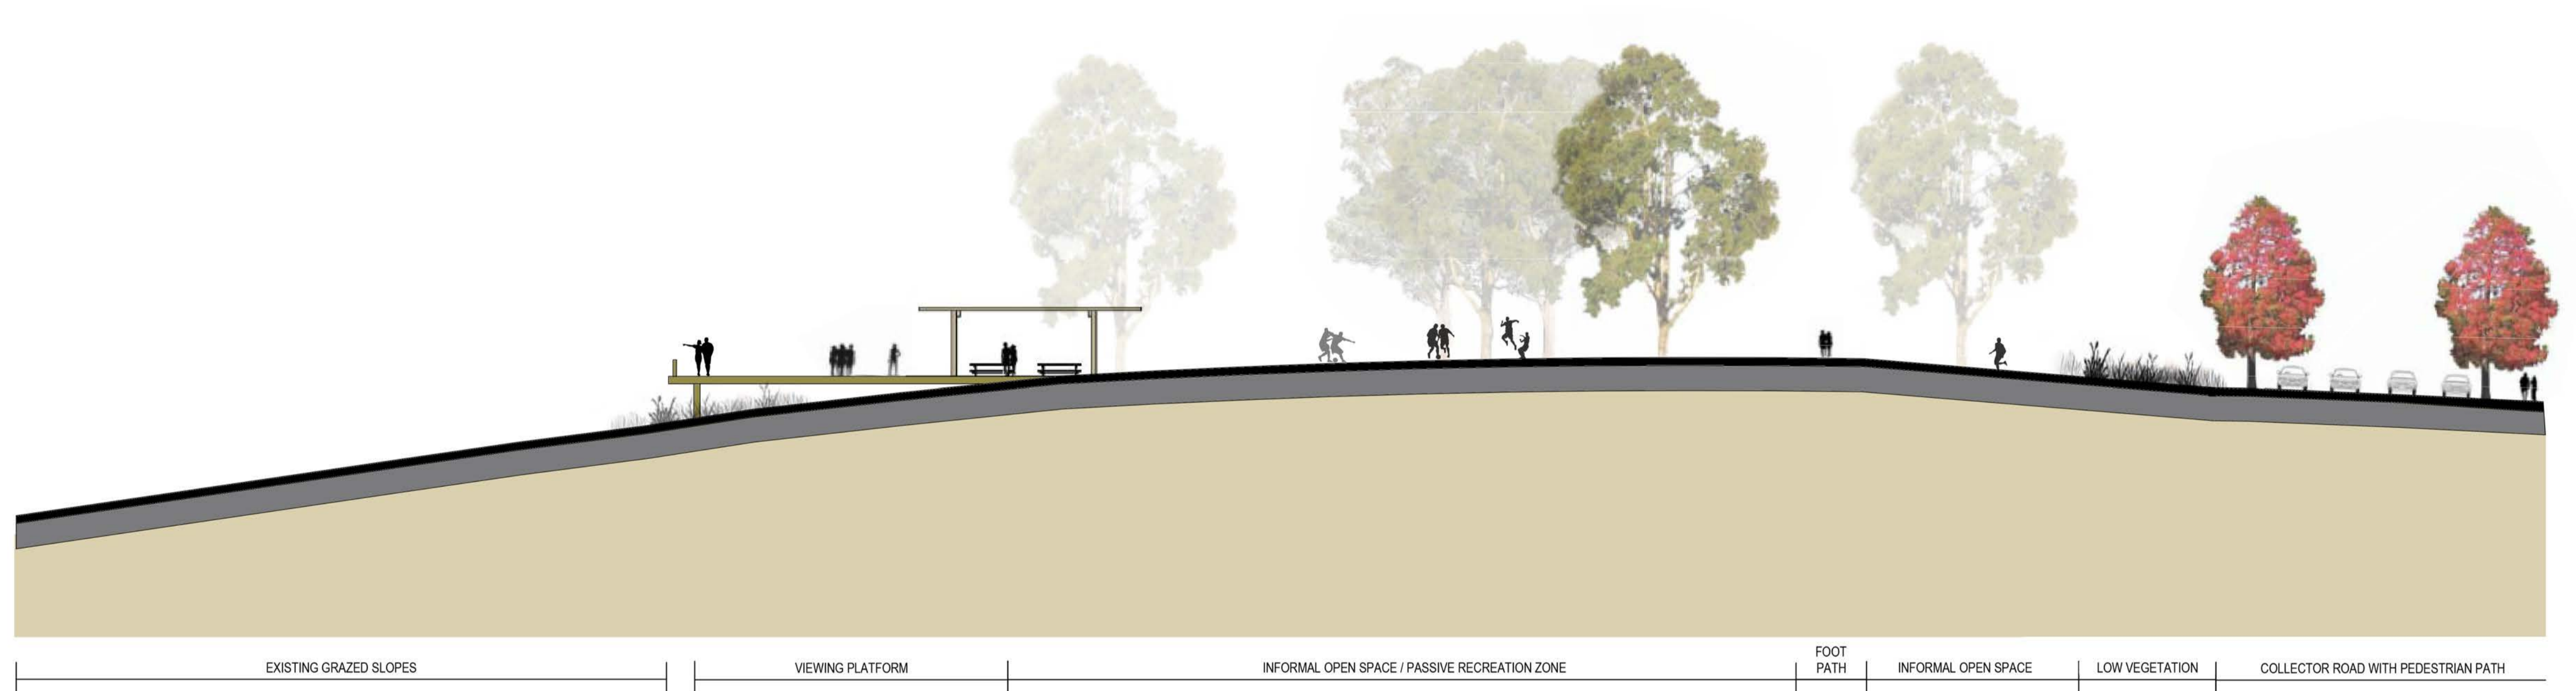 EXISTING GRAZED SLOPES
VIEWING PLATFORM
INFORMAL OPEN SPACE / PASSIVE RECREATION ZONE
FOOT
PATH
INFORMAL OPEN SPACE
LOW VEGETATION
COLLECTOR ROAD WITH PEDESTRIAN PATH